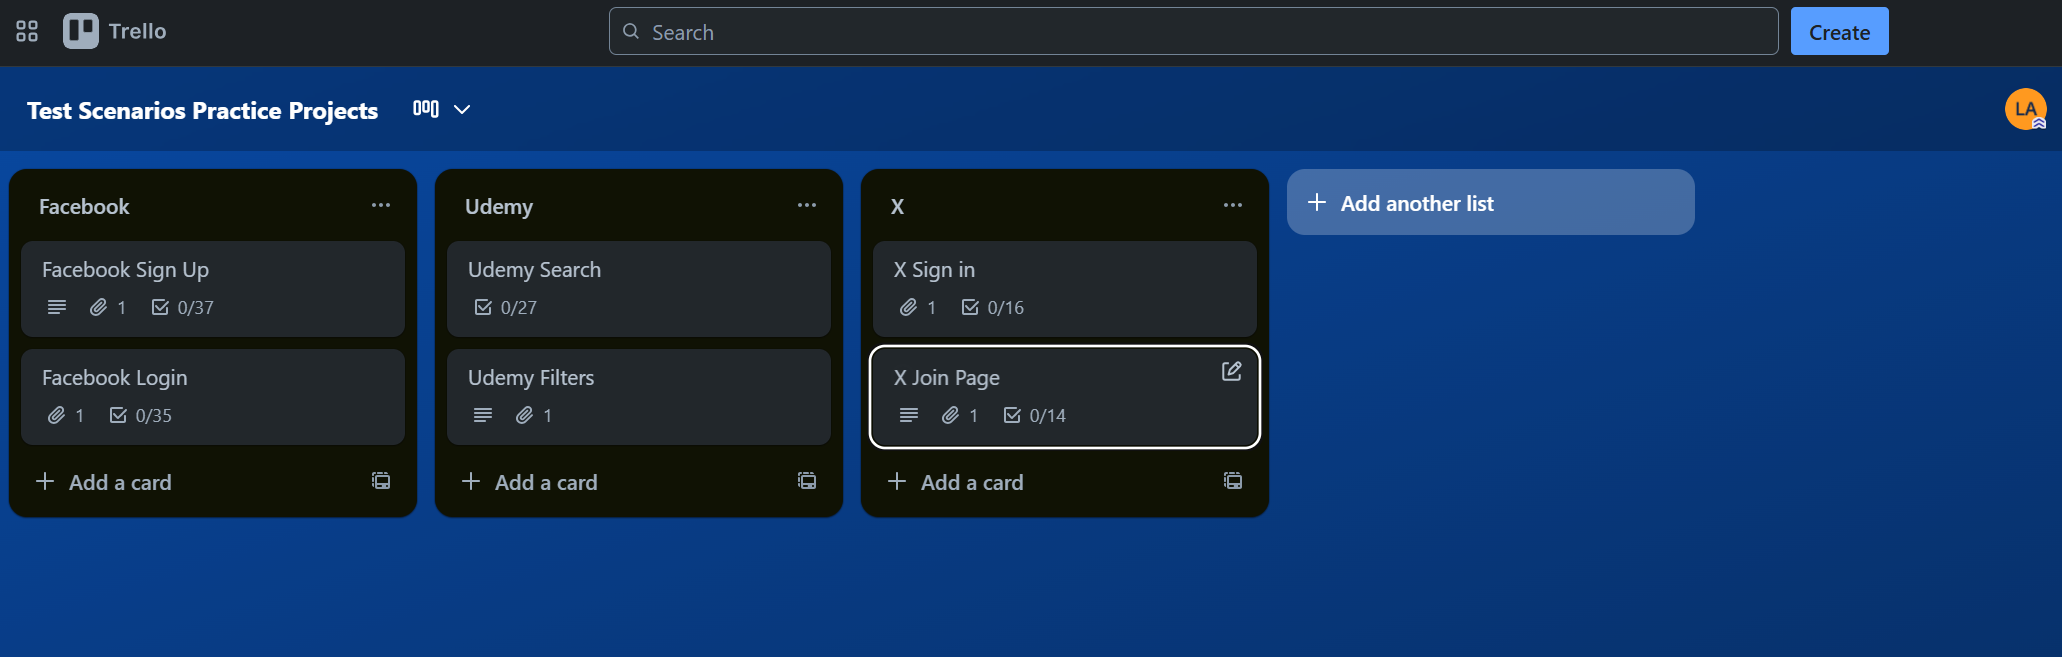 Trello
Search
Create
Test Scenarios Practice Projects
LA
Facebook
Facebook Sign Up
1 0/37
Facebook Login
1 0/35
Add a card
Udemy
Udemy Search
0/27
Udemy Filters
1
Add a card
X
X Sign in
1 0/16
X Join Page
1 0/14
Add a card
Add another list